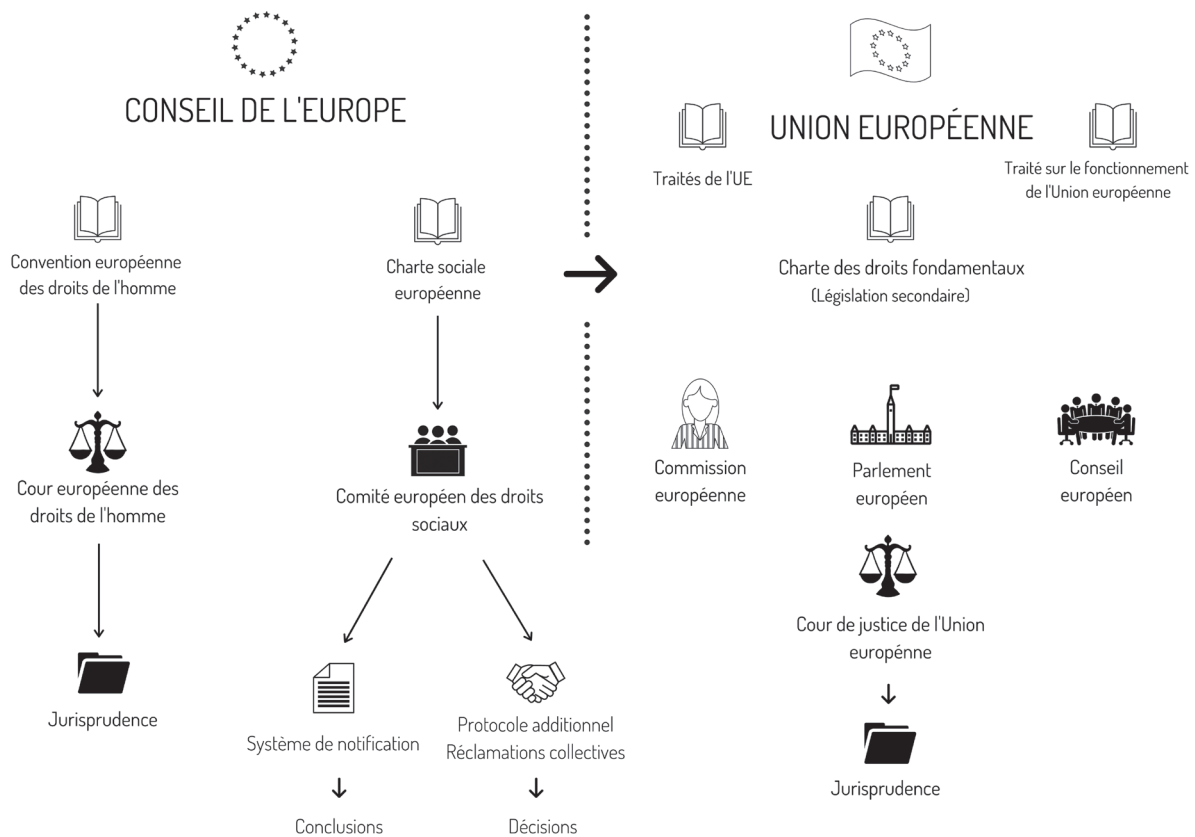 CONSEIL DE L'EUROPE
Convention européenne
des droits de l'homme
Charte sociale
européenne
Cour européenne des
droits de l'homme
Comité européen des droits
sociaux
Jurisprudence
Système de notification
Protocole additionnel
Réclamations collectives
Conclusions
Décisions
UNION EUROPÉENNE
Traités de l'UE
Traité sur le fonctionnement
de l'Union européenne
Charte des droits fondamentaux
(Législation secondaire)
Commission
européenne
Parlement
européen
Conseil
européen
Cour de justice de l'Union
europénne
Jurisprudence